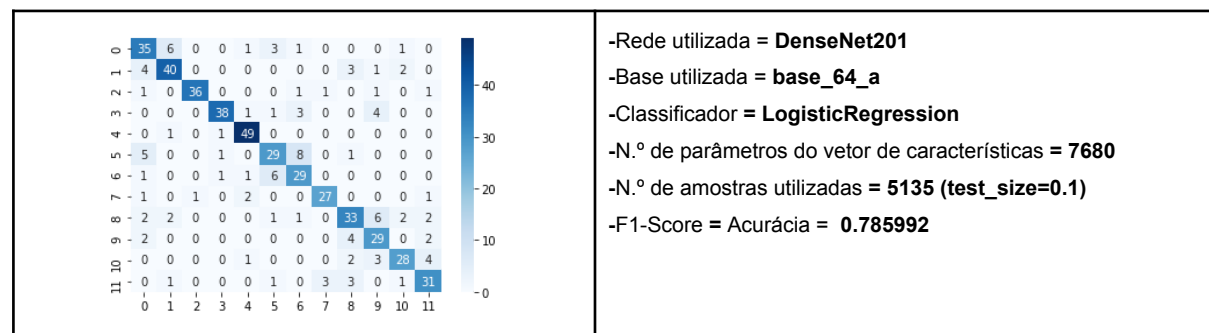 0 35 6 0 0 1 3 1 0 0 0 1 0
1 4 40 0 0 0 0 0 0 3 1 2 0
2 1 0 36 0 0 0 1 1 0 1 0 1
3 0 0 0 38 1 1 3 0 0 4 0 0
4 0 1 0 1 49 0 0 0 0 0 0 0
5 5 0 0 1 0 29 8 0 1 0 0 0
6 1 0 0 1 1 6 29 0 0 0 0 0
7 1 0 1 0 2 0 0 27 0 0 0 1
8 2 2 0 0 0 1 1 0 33 6 2 2
9 2 0 0 0 0 0 0 0 4 29 0 2
10 0 0 0 0 1 0 0 0 2 3 28 4
11 0 1 0 0 0 1 0 3 3 0 1 31
0 1 2 3 4 5 6 7 8 9 10 11
40
30
20
10
0
-Rede utilizada = DenseNet201
-Base utilizada = base_64_a
-Classificador = LogisticRegression
-N.º de parâmetros do vetor de características = 7680
-N.º de amostras utilizadas = 5135 (test_size=0.1)
-F1-Score = Acurácia = 0.785992